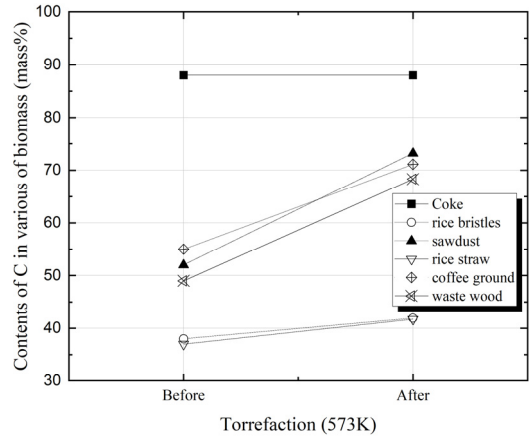 Contents of C in various of biomass (mass%)
100
90
80
70
60
50
40
30
Coke
rice bristles
sawdust
rice straw
coffee ground
waste wood
Before
After
Torrefaction (573K)